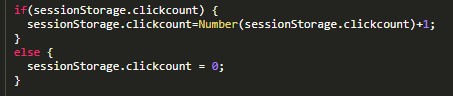 if(sessionStorage.clickcount) {
  sessionStorage.clickcount=Number(sessionStorage.clickcount)+1;
}
else {
  sessionStorage.clickcount = 0;
}